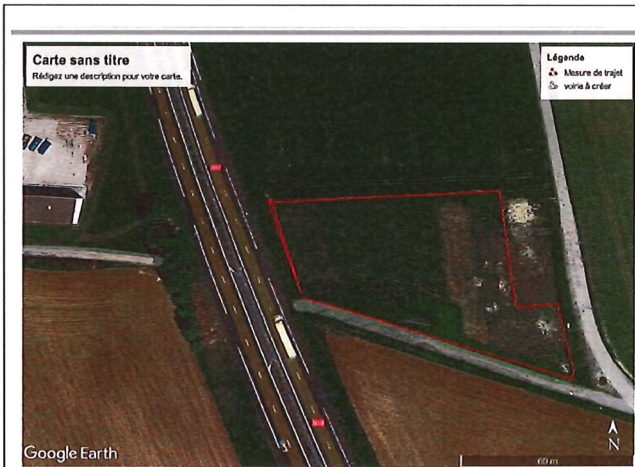 Carte sans titre
Rédigez une description pour votre carte.
Légende
Mesure de trajet
voirie à créer
Google Earth
N
60 m